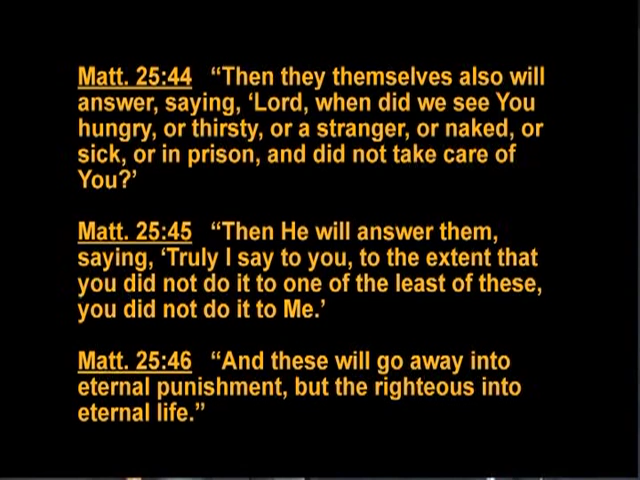 Matt. 25:44 “Then they themselves also will
answer, saying, ‘Lord, when did we see You
hungry, or thirsty, or a stranger, or naked, or
sick, or in prison, and did not take care of
You?’
Matt. 25:45 “Then He will answer them,
saying, ‘Truly I say to you, to the extent that
you did not do it to one of the least of these,
you did not do it to Me.’
Matt. 25:46 “And these will go away into
eternal punishment, but the righteous into
eternal life.”